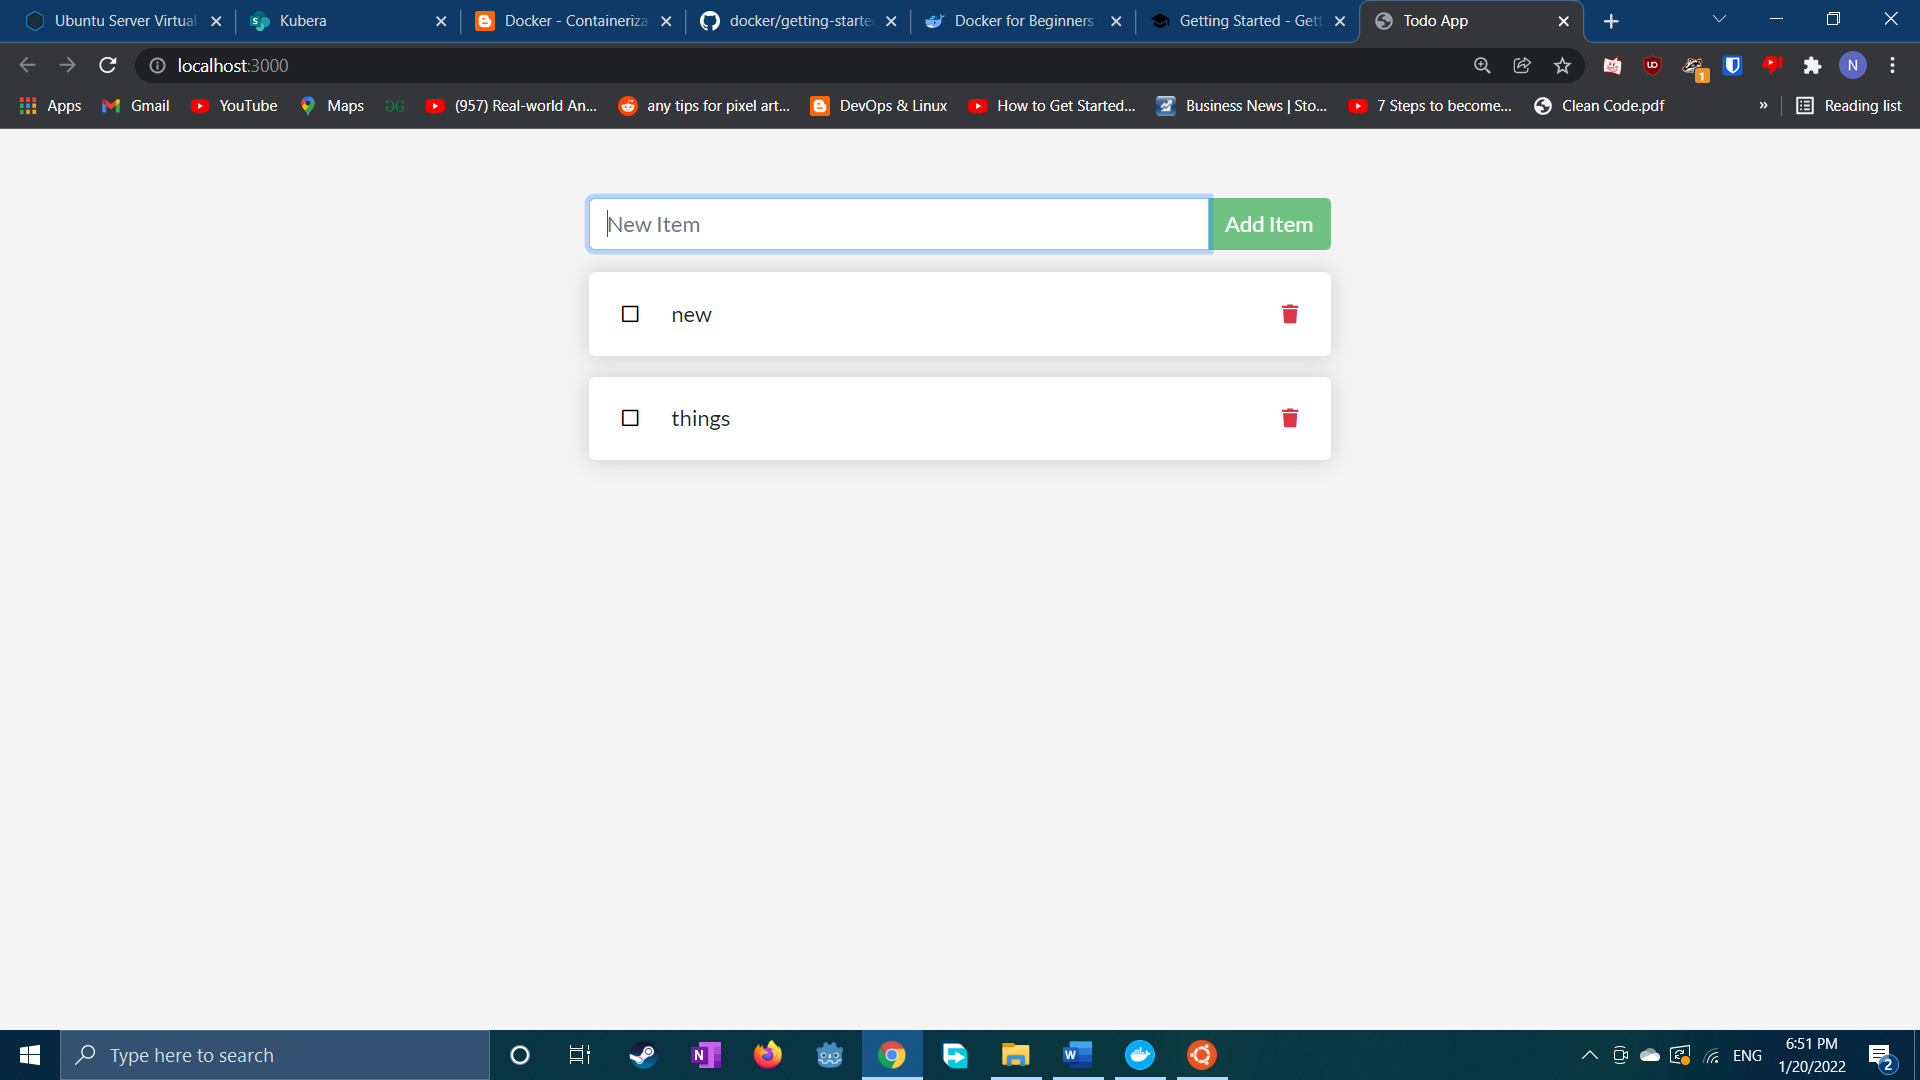 Ubuntu Server Virtual
Kubera
Docker - Containeriza
docker/getting-starte
Docker for Beginners
Getting Started - Gett
Todo App
localhost:3000
1
N
Apps
Gmail
YouTube
Maps
(957) Real-world An...
any tips for pixel art...
DevOps & Linux
How to Get Started...
Business News | Sto...
7 Steps to become...
Clean Code.pdf
»
Reading list
New Item
Add Item
new
things
Type here to search
ENG
6:51 PM
1/20/2022
2